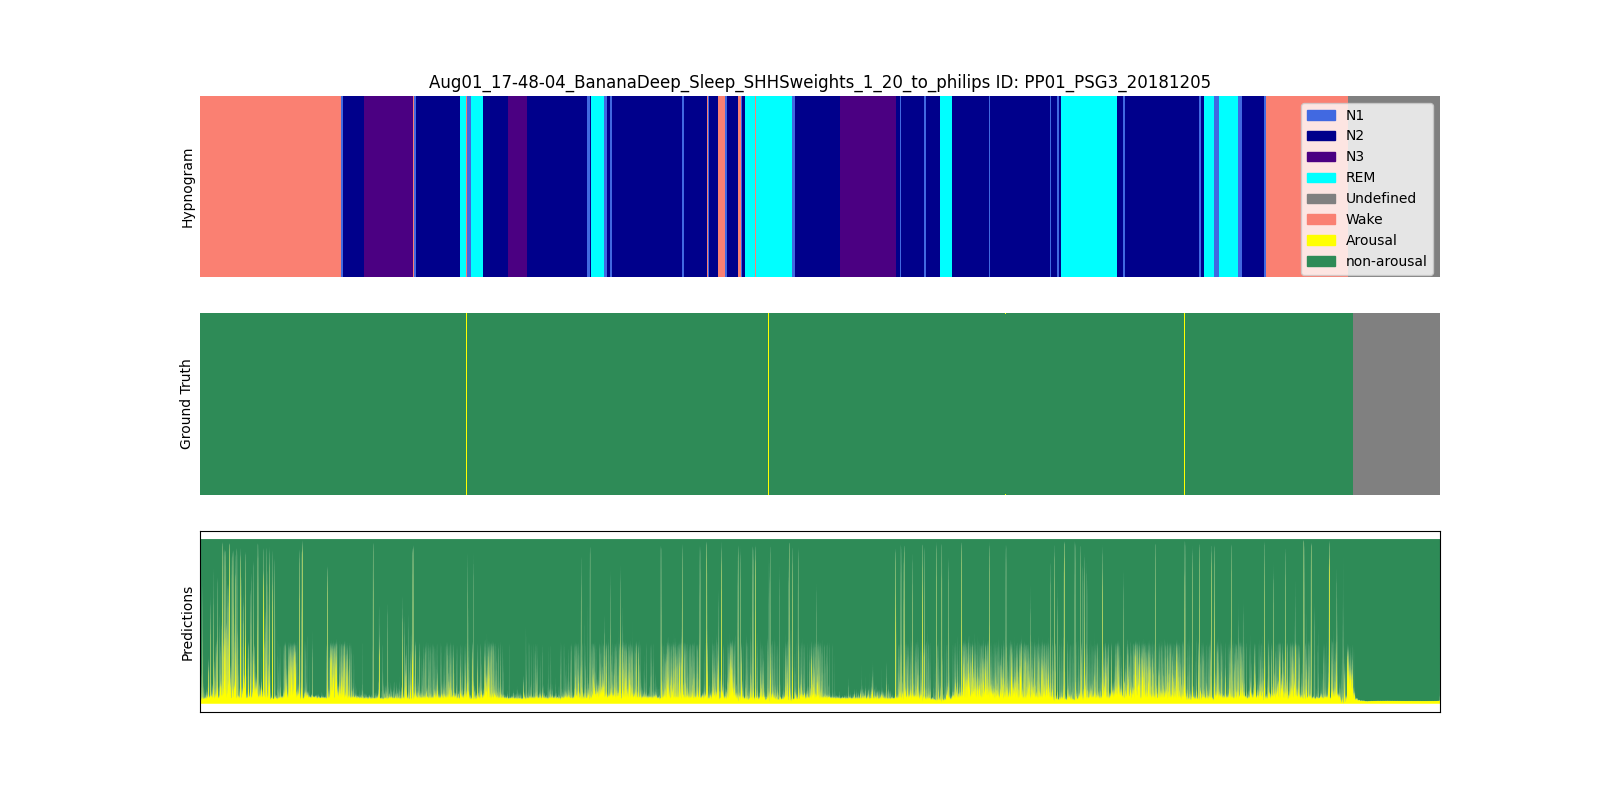 Aug01_17-48-04_BananaDeep_Sleep_SHHSweights_1_20_to_philips ID: PP01_PSG3_20181205
Hypnogram
N1
N2
N3
REM
Undefined
Wake
Arousal
non-arousal
Ground Truth
Predictions